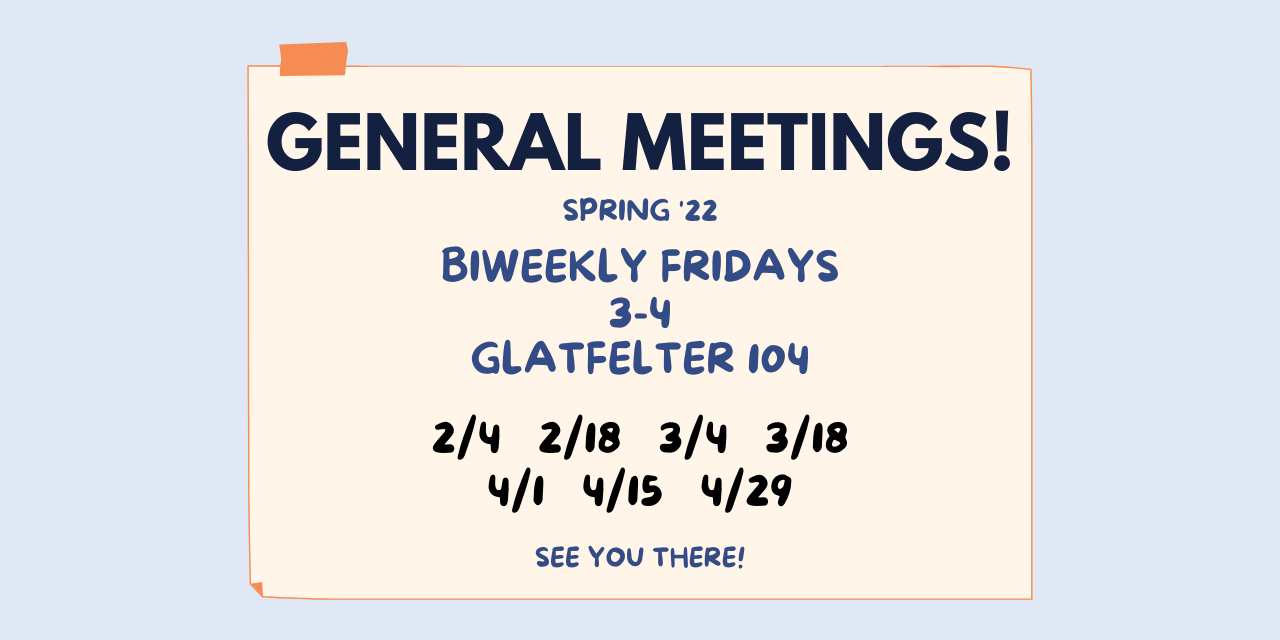 GENERAL MEETINGS!
SPRING '22
BIWEEKLY FRIDAYS
3-4
GLATFELTER 104
2/4 2/18 3/4 3/18
4/1 4/15 4/29
SEE YOU THERE!